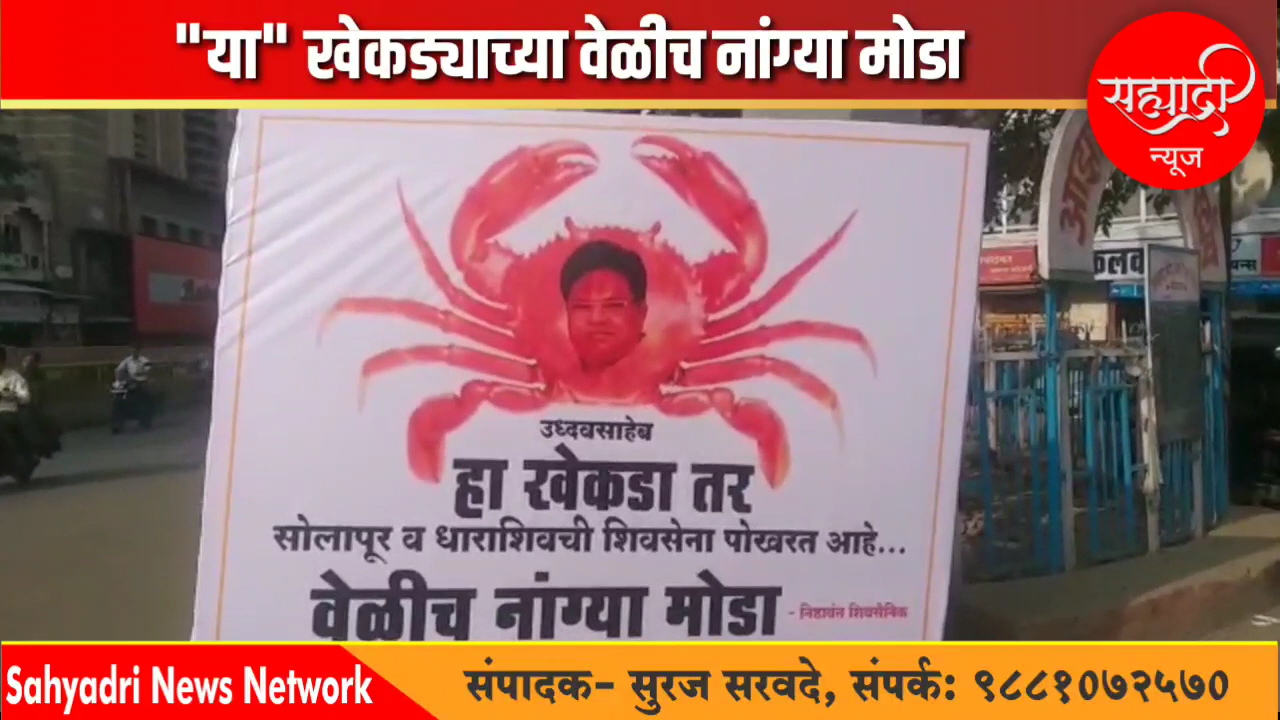 "या" खेकड्याच्या वेळीच नांग्या मोडा
सह्याद्री
न्यूज
उध्दवसाहेब
हा खेकडा तर
सोलापूर व धाराशिवची शिवसेना पोखरत आहे...
वेळीच नांग्या मोडा
- निष्ठावंत शिवसैनिक
Sahyadri News Network
संपादक- सुरज सरवदे, संपर्क: ९८८१०७२५७०